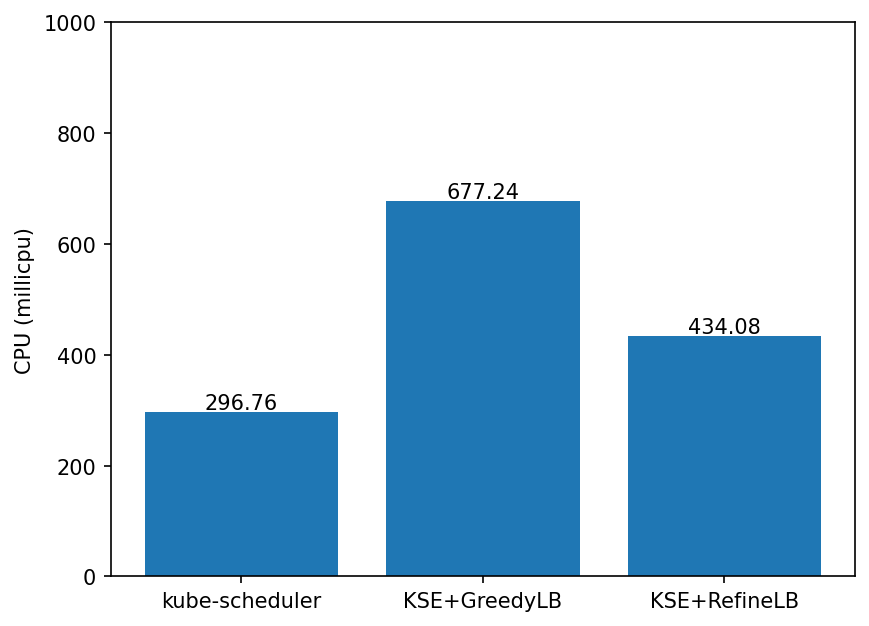 1000
800
600
400
200
0
CPU (millicpu)
296.76
677.24
434.08
kube-scheduler
KSE+GreedyLB
KSE+RefineLB